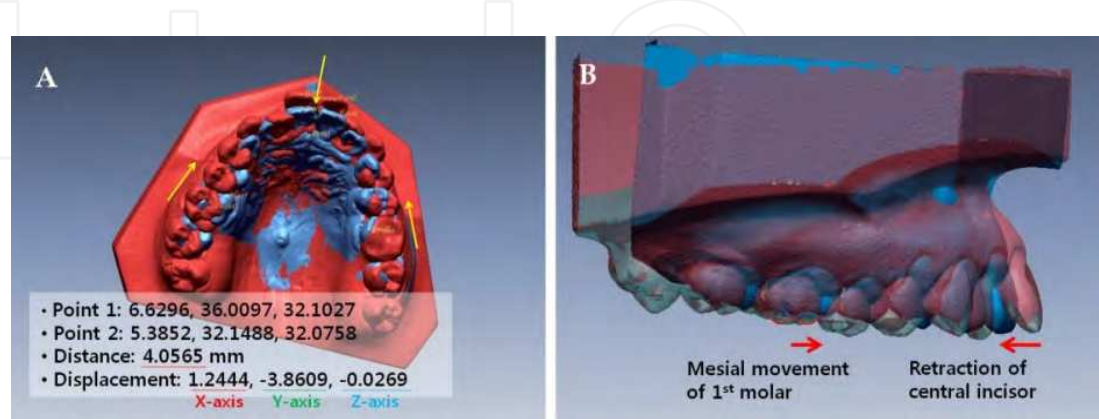 A
• Point 1: 6.6296, 36.0097, 32.1027
• Point 2: 5.3852, 32.1488, 32.0758
• Distance: 4.0565 mm
• Displacement: 1.2444, -3.8609, -0.0269
X-axis Y-axis Z-axis
B
Mesial movement
of 1st molar
Retraction of
central incisor